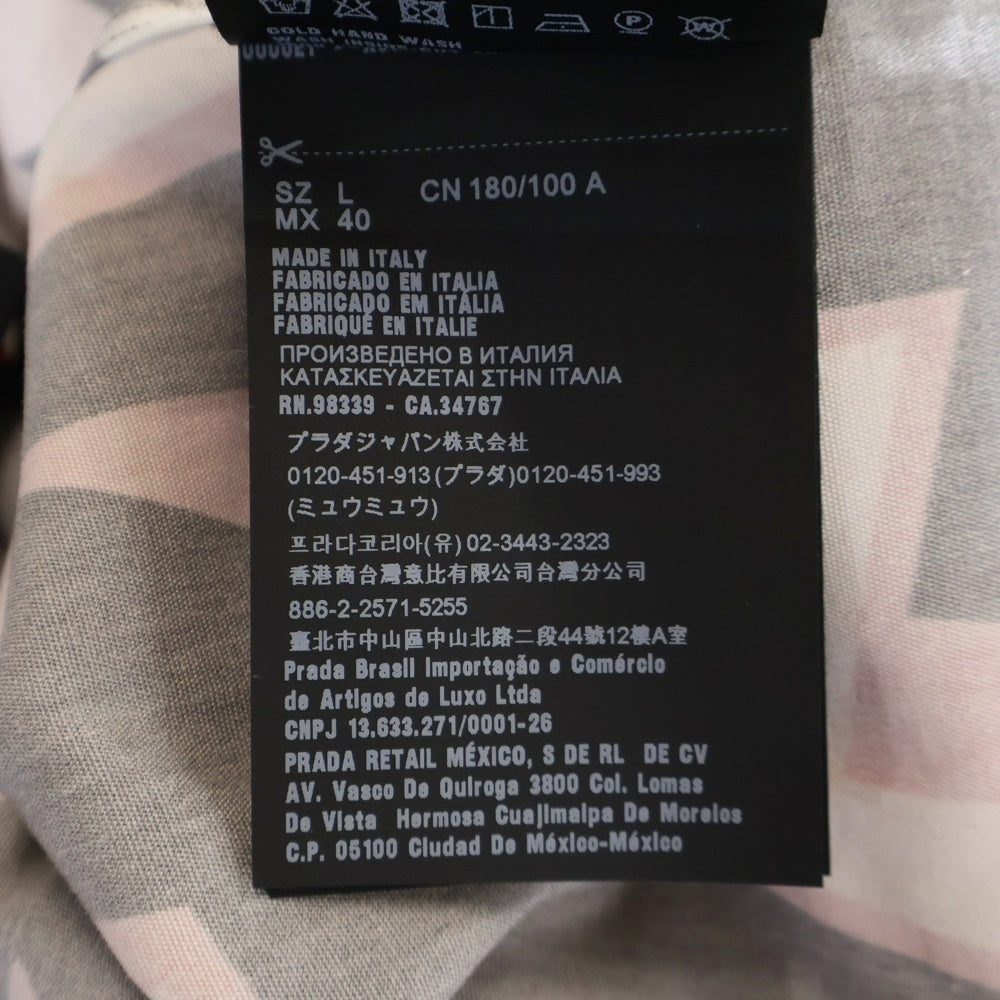 COLD HAND WASH
SZ L CN 180/100 A
MX 40
MADE IN ITALY
FABRICADO EN ITALIA
FABRICADO EM ITÁLIA
FABRIQUÉ EN ITALIE
ПРОИЗВЕДЕНО В ИТАЛИЯ
ΚΑΤΑΣΚΕΥΑΖΕΤΑΙ ΣΤΗΝ ΙΤΑΛΙΑ
RN.98339 - CA.34767
プラダジャパン株式会社
0120-451-913(プラダ)0120-451-993
(ミュウミュウ)
프라다코리아(유) 02-3443-2323
香港商台灣意比有限公司台灣分公司
886-2-2571-5255
臺北市中山區中山北路二段44號12樓A室
Prada Brasil Importação e Comércio
de Artigos de Luxo Ltda
CNPJ 13.633.271/0001-26
PRADA RETAIL MÉXICO, S DE RL DE CV
AV. Vasco De Quiroga 3800 Col. Lomas
De Vista Hermosa Cuajimalpa De Morelos
C.P. 05100 Ciudad De México-México